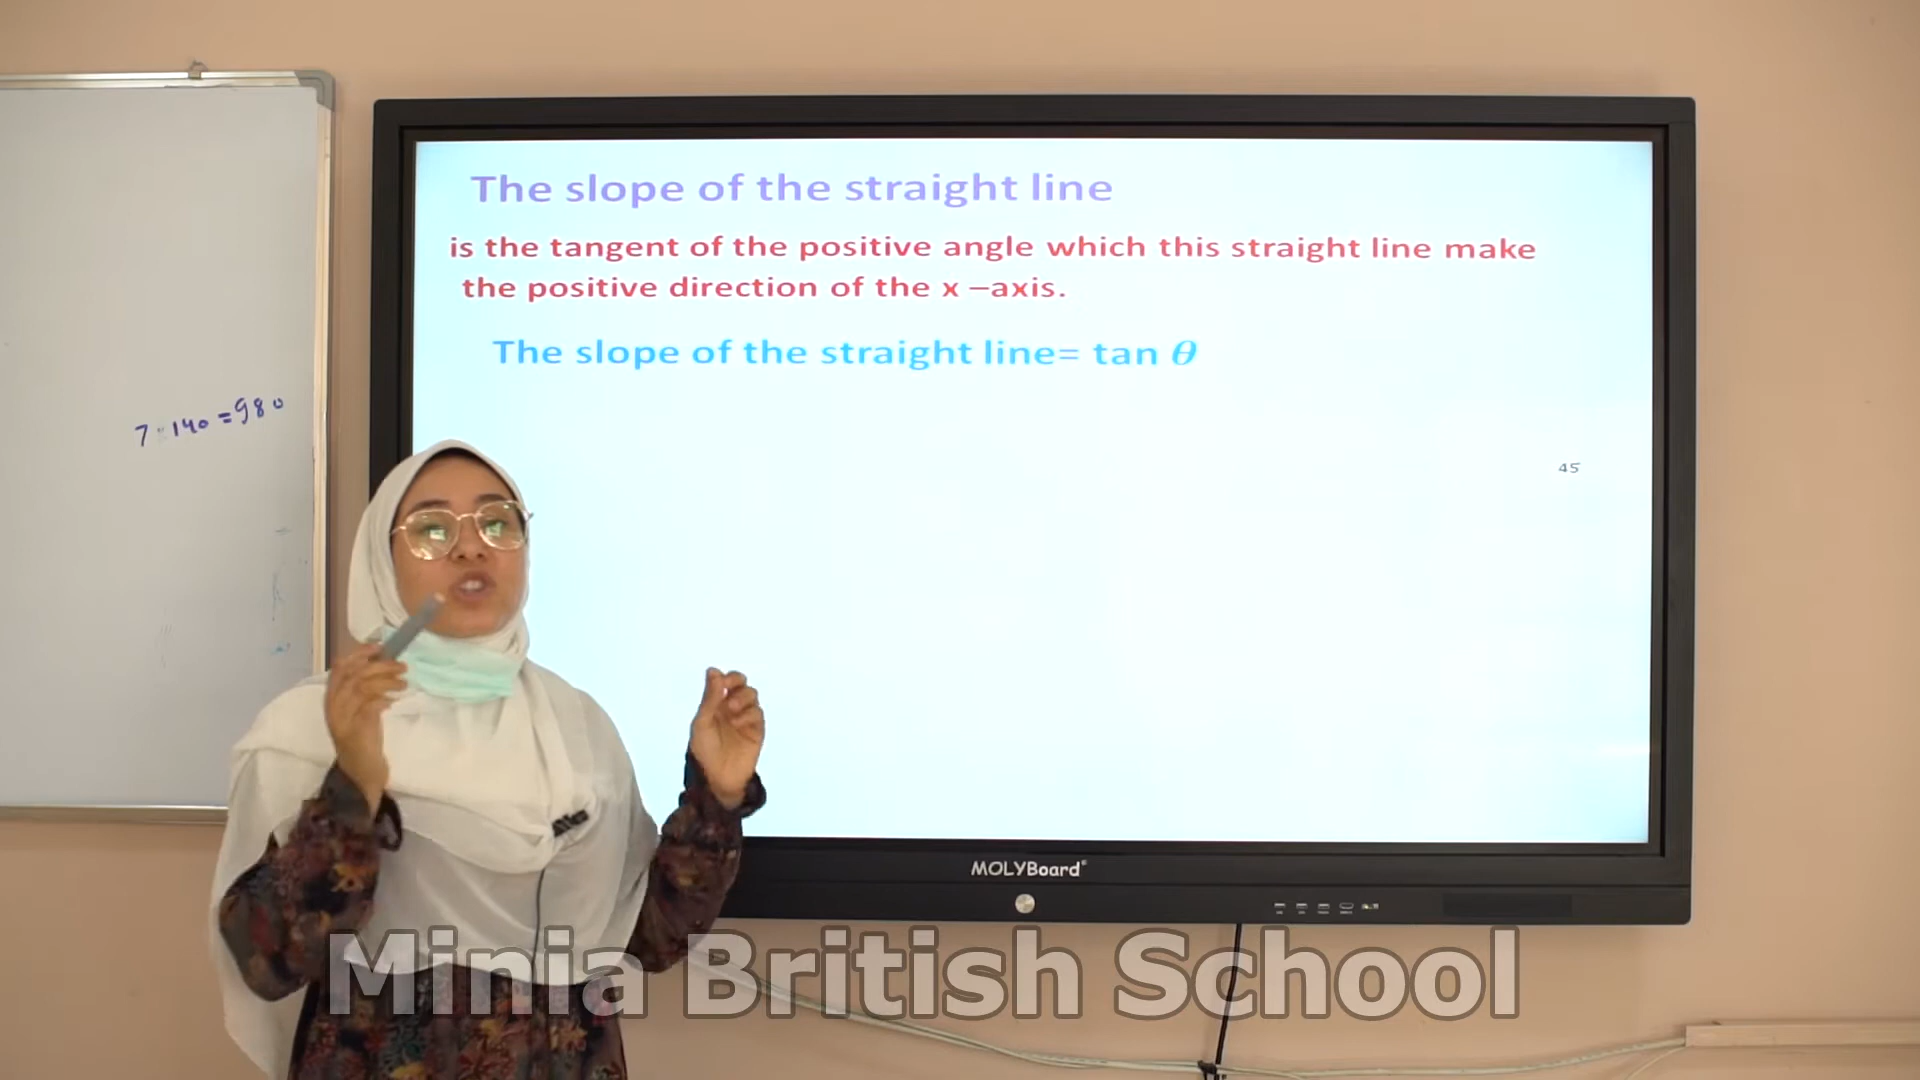 The slope of the straight line
is the tangent of the positive angle which this straight line make
the positive direction of the x –axis.
The slope of the straight line= tan θ
7 × 140 = 980
45
MOLYBoard
Minia British School